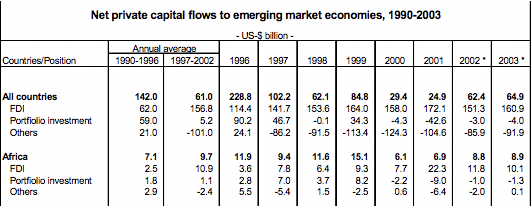 Net private capital flows to emerging market economies, 1990-2003
- US-$ billion -
Annual average
Countries/Position 1990-1996 1997-2002 1996 1997 1998 1999 2000 2001 2002 * 2003 *
All countries 142.0 61.0 228.8 102.2 62.1 84.8 29.4 24.9 62.4 64.9
FDI 62.0 156.8 114.4 141.7 153.6 164.0 158.0 172.1 151.3 160.9
Portfolio investment 59.0 5.2 90.2 46.7 -0.1 34.3 -4.3 -42.6 -3.0 -4.0
Others 21.0 -101.0 24.1 -86.2 -91.5 -113.4 -124.3 -104.6 -85.9 -91.9
Africa 7.1 9.7 11.9 9.4 11.6 15.1 6.1 6.9 8.8 8.9
FDI 2.5 10.9 3.6 7.8 6.4 9.3 7.7 22.3 11.8 10.1
Portfolio investment 1.8 1.1 2.8 7.0 3.7 8.2 -2.2 -9.0 -1.0 -1.3
Others 2.9 -2.4 5.5 -5.4 1.5 -2.5 0.6 -6.4 -2.0 0.1